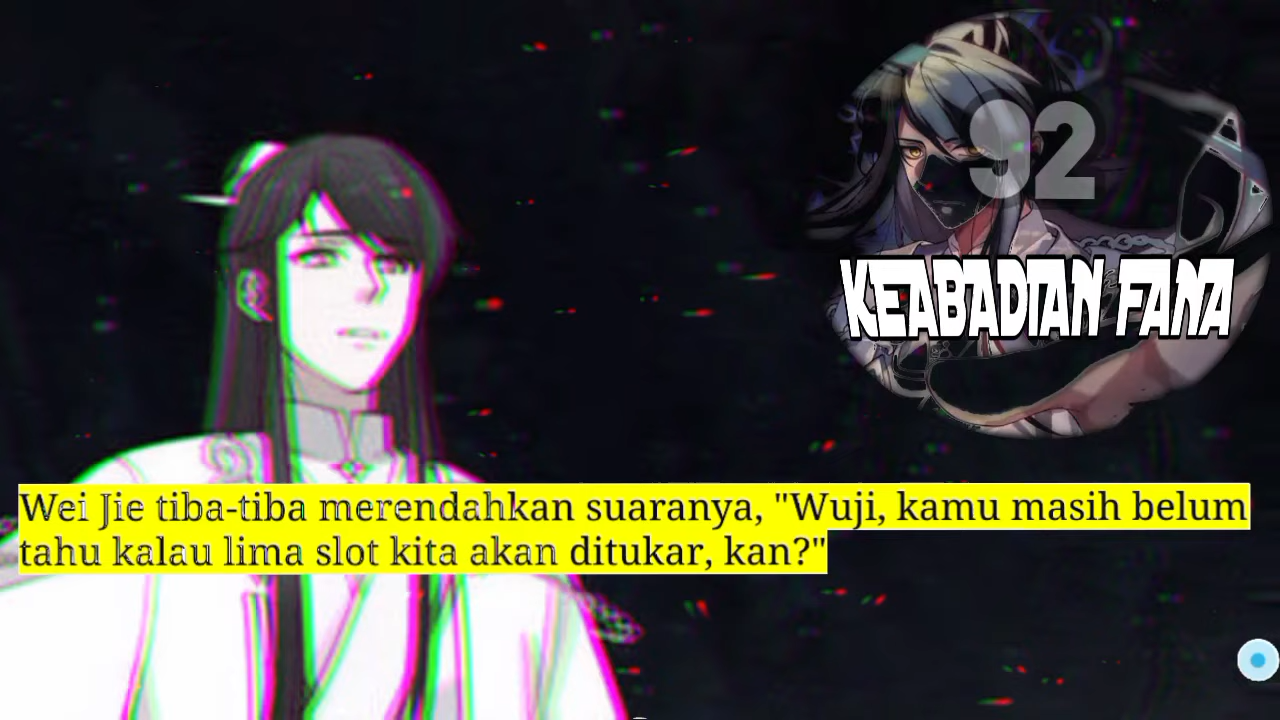 92
KEABADIAN FANA
Wei Jie tiba-tiba merendahkan suaranya, "Wuji, kamu masih belum
tahu kalau lima slot kita akan ditukar, kan?"